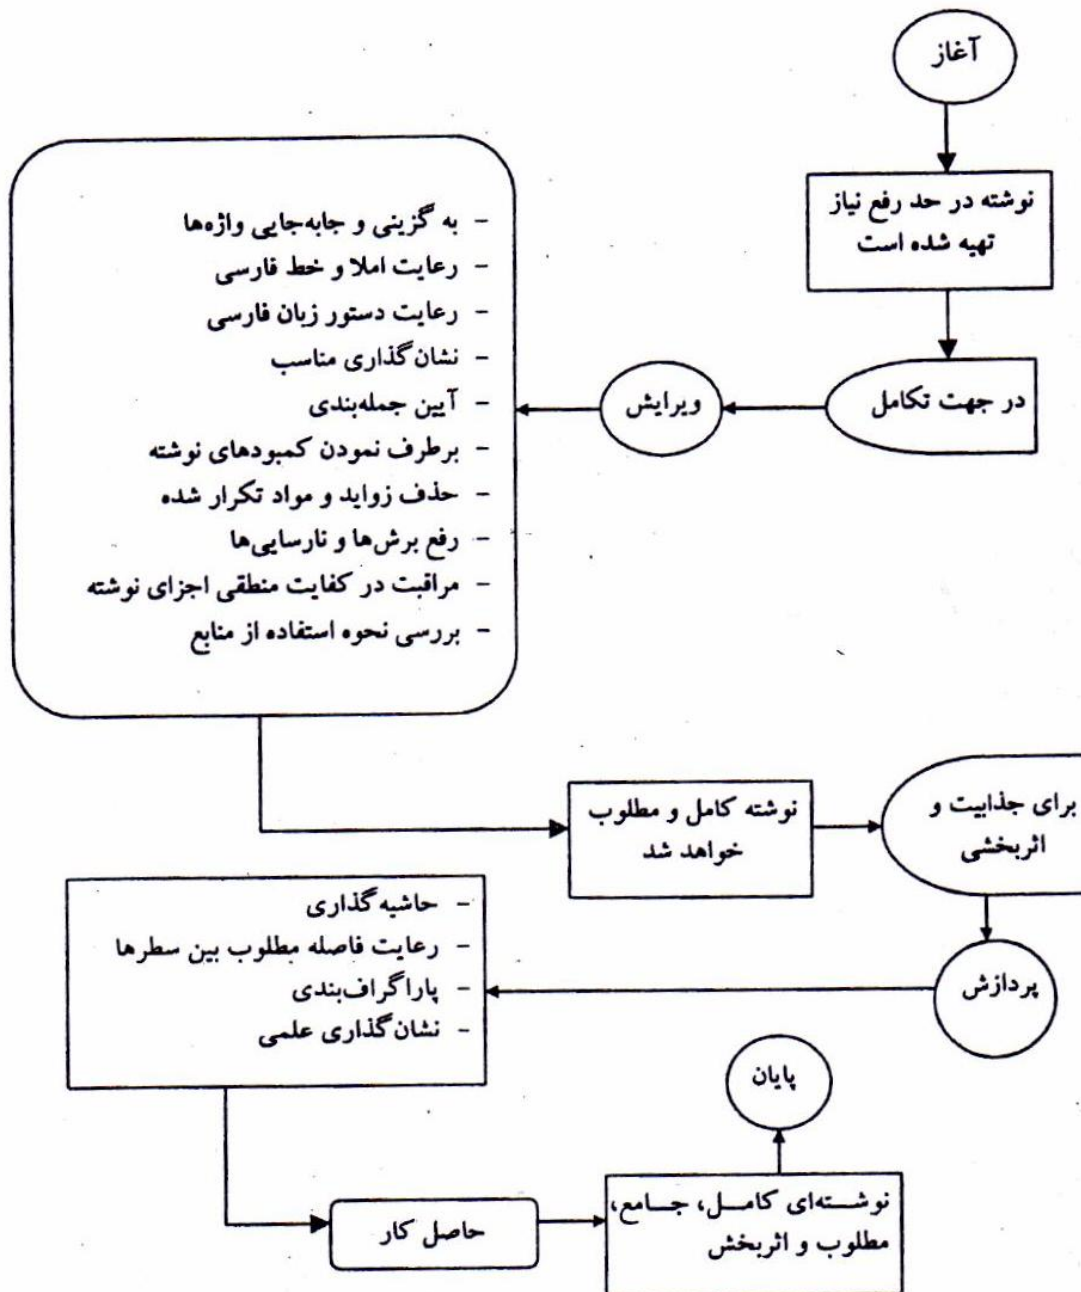 آغاز
نوشته در حد رفع نیاز
تهیه شده است
در جهت تکامل
ویرایش
- به گزینی و جابه‌جایی واژه‌ها
- رعایت املا و خط فارسی
- رعایت دستور زبان فارسی
- نشان‌گذاری مناسب
- آیین جمله‌بندی
- برطرف نمودن کمبودهای نوشته
- حذف زواید و مواد تکرار شده
- رفع برش‌ها و نارسایی‌ها
- مراقبت در کفایت منطقی اجزای نوشته
- بررسی نحوه استفاده از منابع
نوشته کامل و مطلوب
خواهد شد
برای جذابیت و
اثربخشی
پردازش
- حاشیه‌گذاری
- رعایت فاصله مطلوب بین سطرها
- پاراگراف‌بندی
- نشان‌گذاری علمی
حاصل کار
نوشته‌ای کامل، جامع،
مطلوب و اثربخش
پایان